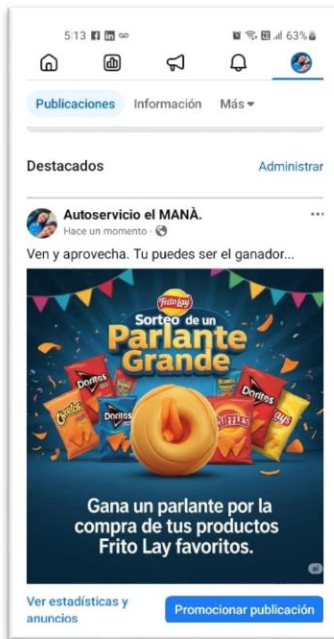 5:13
63%
Publicaciones Información Más
Destacados Administrar
Autoservicio el MANÀ.
Hace un momento
Ven y aprovecha. Tu puedes ser el ganador...
Frito Lay
Sorteo de un
Parlante
Grande
Doritos
Doritos
Cheetos
Doritos
RUFFLES
Lays
Gana un parlante por la
compra de tus productos
Frito Lay favoritos.
ai
Ver estadísticas y
anuncios
Promocionar publicación